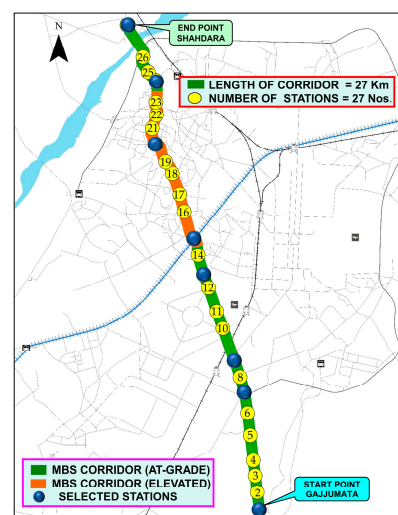 N
END POINT
SHAHDARA
26
25
LENGTH OF CORRIDOR = 27 Km
NUMBER OF STATIONS = 27 Nos.
23
22
21
19
18
17
16
14
12
11
10
8
6
5
4
3
2
MBS CORRIDOR (AT-GRADE)
MBS CORRIDOR (ELEVATED)
SELECTED STATIONS
START POINT
GAJJUMATA